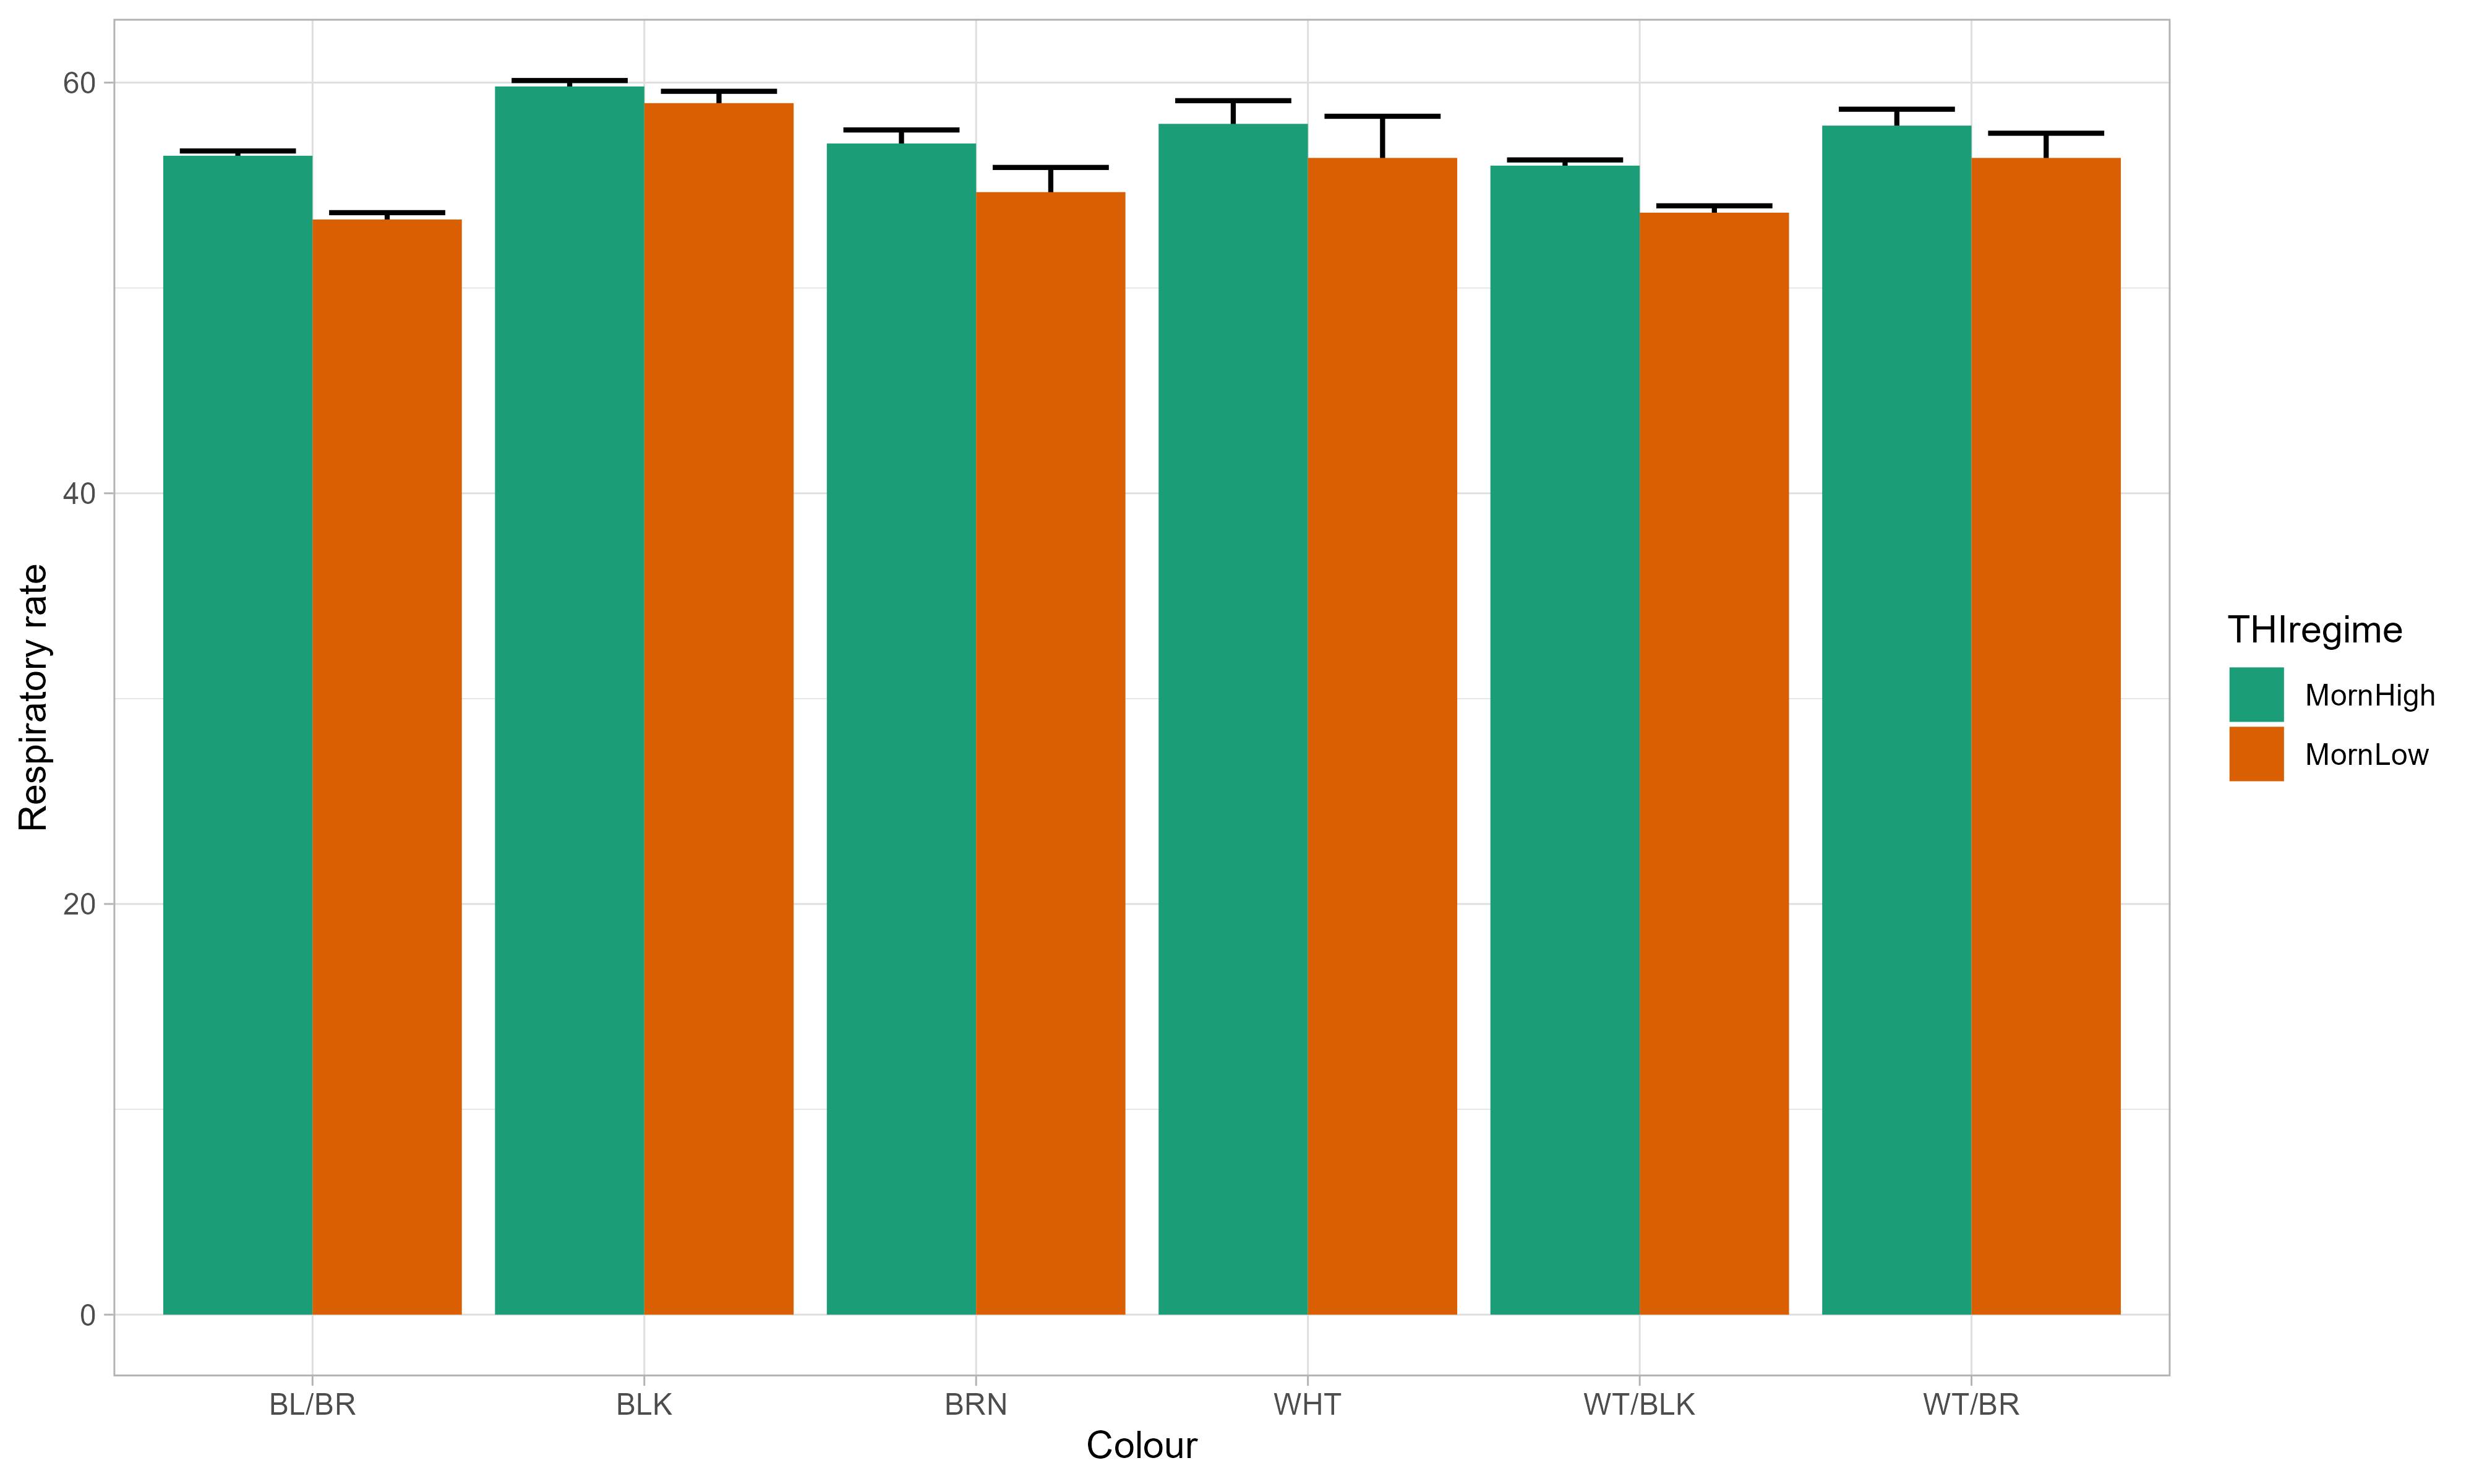 60
40
20
0
Respiratory rate
BL/BR
BLK
BRN
WHT
WT/BLK
WT/BR
Colour
THIregime
MornHigh
MornLow